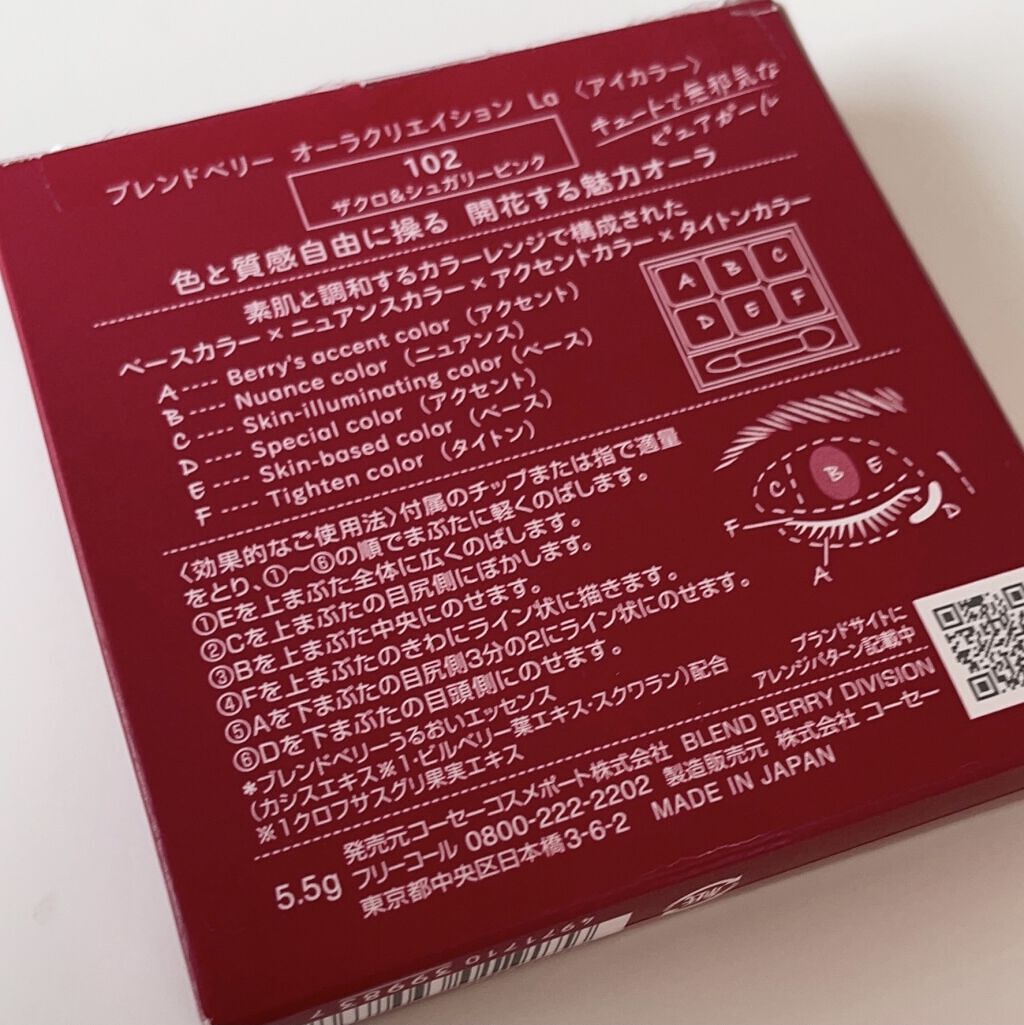 ブレンドベリー オーラクリエイション La 〈アイカラー〉
102
ザクロ&シュガリーピンク
キュートで無邪気な
ピュアガール
色と質感自由に操る 開花する魅力オーラ
素肌と調和するカラーレンジで構成された
ベースカラー×ニュアンスカラー×アクセントカラー×タイトンカラー
A---- Berry's accent color (アクセント)
B---- Nuance color (ニュアンス)
C---- Skin-illuminating color (ベース)
D---- Special color (アクセント)
E---- Skin-based color (ベース)
F---- Tighten color (タイトン)
A B C
D E F
〈効果的なご使用法〉付属のチップまたは指で適量
をとり、①〜⑥の順でまぶたに軽くのばします。
①Eを上まぶた全体に広くのばします。
②Cを上まぶたの目尻側にぼかします。
③Bを上まぶた中央にのせます。
④Fを上まぶたのきわにライン状に描きます。
⑤Aを下まぶたの目尻側3分の2にライン状にのせます。
⑥Dを下まぶたの目頭側にのせます。
C B E
F D
A
*ブレンドベリーうるおいエッセンス
(カシスエキス※1・ビルベリー葉エキス・スクワラン)配合
※1クロフサスグリ果実エキス
ブランドサイトに
アレンジパターン記載中
発売元コーセーコスメポート株式会社 BLEND BERRY DIVISION
フリーコール 0800-222-2202 製造販売元 株式会社 コーセー
5.5g 東京都中央区日本橋3-6-2 MADE IN JAPAN
4971710 399837